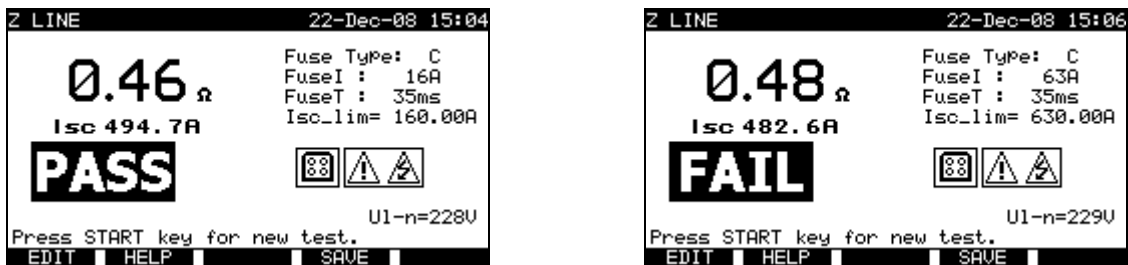 Z LINE 22-Dec-08 15:04
0.46 Ω
Isc 494.7A
PASS
Fuse Type: C
FuseI : 16A
FuseT : 35ms
Isc_lim= 160.00A
Ul-n=228V
Press START key for new test.
EDIT HELP SAVE
Z LINE 22-Dec-08 15:06
0.48 Ω
Isc 482.6A
FAIL
Fuse Type: C
FuseI : 63A
FuseT : 35ms
Isc_lim= 630.00A
Ul-n=229V
Press START key for new test.
EDIT HELP SAVE